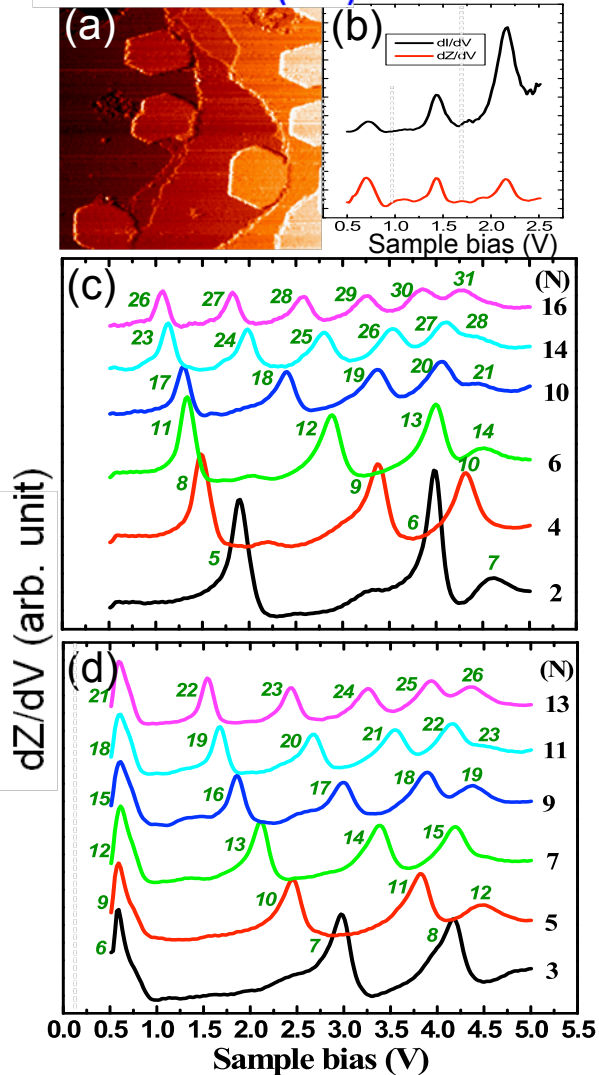 (a)
(b)
dI/dV
dZ/dV
0.5 1.0 1.5 2.0 2.5
Sample bias (V)
(c)
(N)
26 27 28 29 30 31
16
23 24 25 26 27 28
14
17 18 19 20 21
10
11 12 13 14
6
8 9 10
4
5 6 7
2
dZ/dV (arb. unit)
(d)
(N)
21 22 23 24 25 26
13
18 19 20 21 22 23
11
15 16 17 18 19
9
12 13 14 15
7
9 10 11 12
5
6 7 8
3
0.0 0.5 1.0 1.5 2.0 2.5 3.0 3.5 4.0 4.5 5.0 5.5
Sample bias (V)